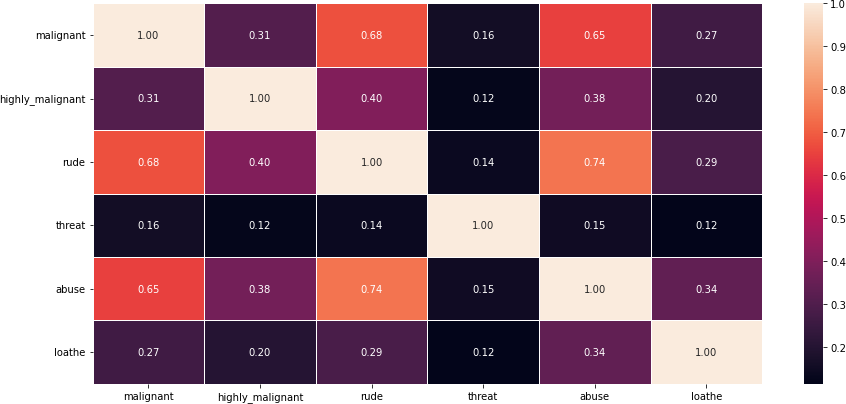 malignant 1.00 0.31 0.68 0.16 0.65 0.27
highly_malignant 0.31 1.00 0.40 0.12 0.38 0.20
rude 0.68 0.40 1.00 0.14 0.74 0.29
threat 0.16 0.12 0.14 1.00 0.15 0.12
abuse 0.65 0.38 0.74 0.15 1.00 0.34
loathe 0.27 0.20 0.29 0.12 0.34 1.00
malignant highly_malignant rude threat abuse loathe
1.0
0.9
0.8
0.7
0.6
0.5
0.4
0.3
0.2